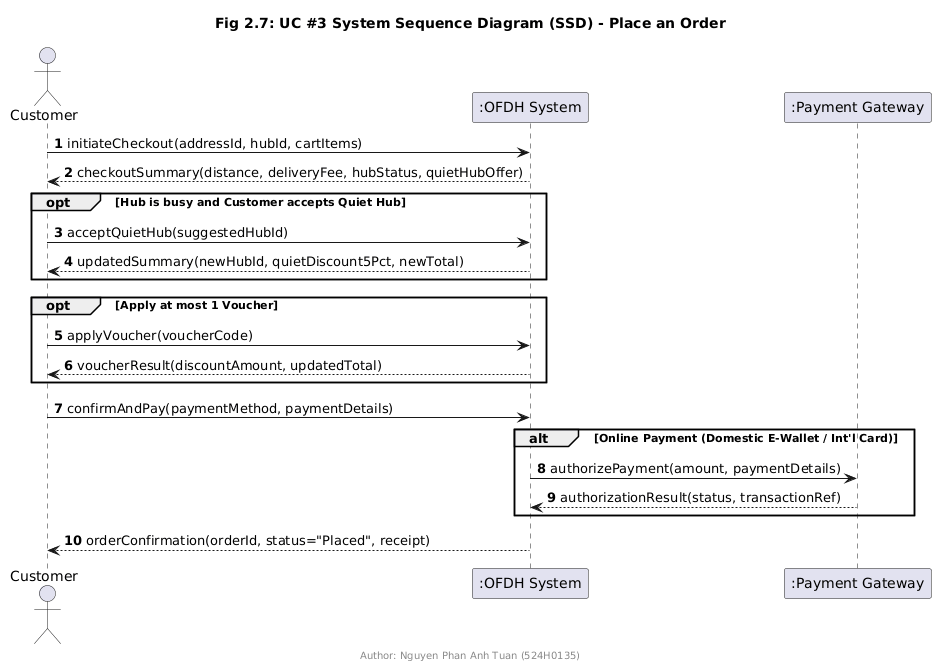 Fig 2.7: UC #3 System Sequence Diagram (SSD) - Place an Order
Customer
:OFDH System
:Payment Gateway
1 initiateCheckout(addressId, hubId, cartItems)
2 checkoutSummary(distance, deliveryFee, hubStatus, quietHubOffer)
opt [Hub is busy and Customer accepts Quiet Hub]
3 acceptQuietHub(suggestedHubId)
4 updatedSummary(newHubId, quietDiscount5Pct, newTotal)
opt [Apply at most 1 Voucher]
5 applyVoucher(voucherCode)
6 voucherResult(discountAmount, updatedTotal)
7 confirmAndPay(paymentMethod, paymentDetails)
alt [Online Payment (Domestic E-Wallet / Int'l Card)]
8 authorizePayment(amount, paymentDetails)
9 authorizationResult(status, transactionRef)
10 orderConfirmation(orderId, status="Placed", receipt)
Customer
:OFDH System
:Payment Gateway
Author: Nguyen Phan Anh Tuan (524H0135)